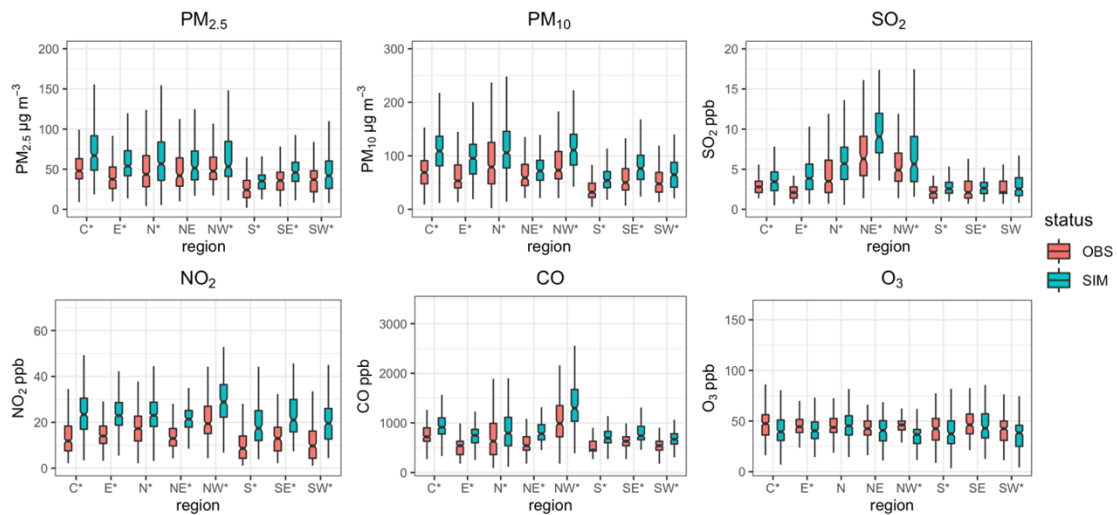 PM₂.₅
PM₁₀
SO₂
200
150
100
50
0
PM₂.₅ µg m⁻³
C* E* N* NE NW* S* SE* SW*
region
300
200
100
0
PM₁₀ µg m⁻³
C* E* N* NE* NW* S* SE* SW*
region
20
15
10
5
0
SO₂ ppb
C* E* N* NE* NW* S* SE* SW
region
status
OBS
SIM
NO₂
CO
O₃
60
40
20
0
NO₂ ppb
C* E* N* NE* NW* S* SE* SW*
region
3000
2000
1000
0
CO ppb
C* E* N* NE* NW* S* SE* SW*
region
150
100
50
0
O₃ ppb
C* E* N NE NW* S* SE SW*
region